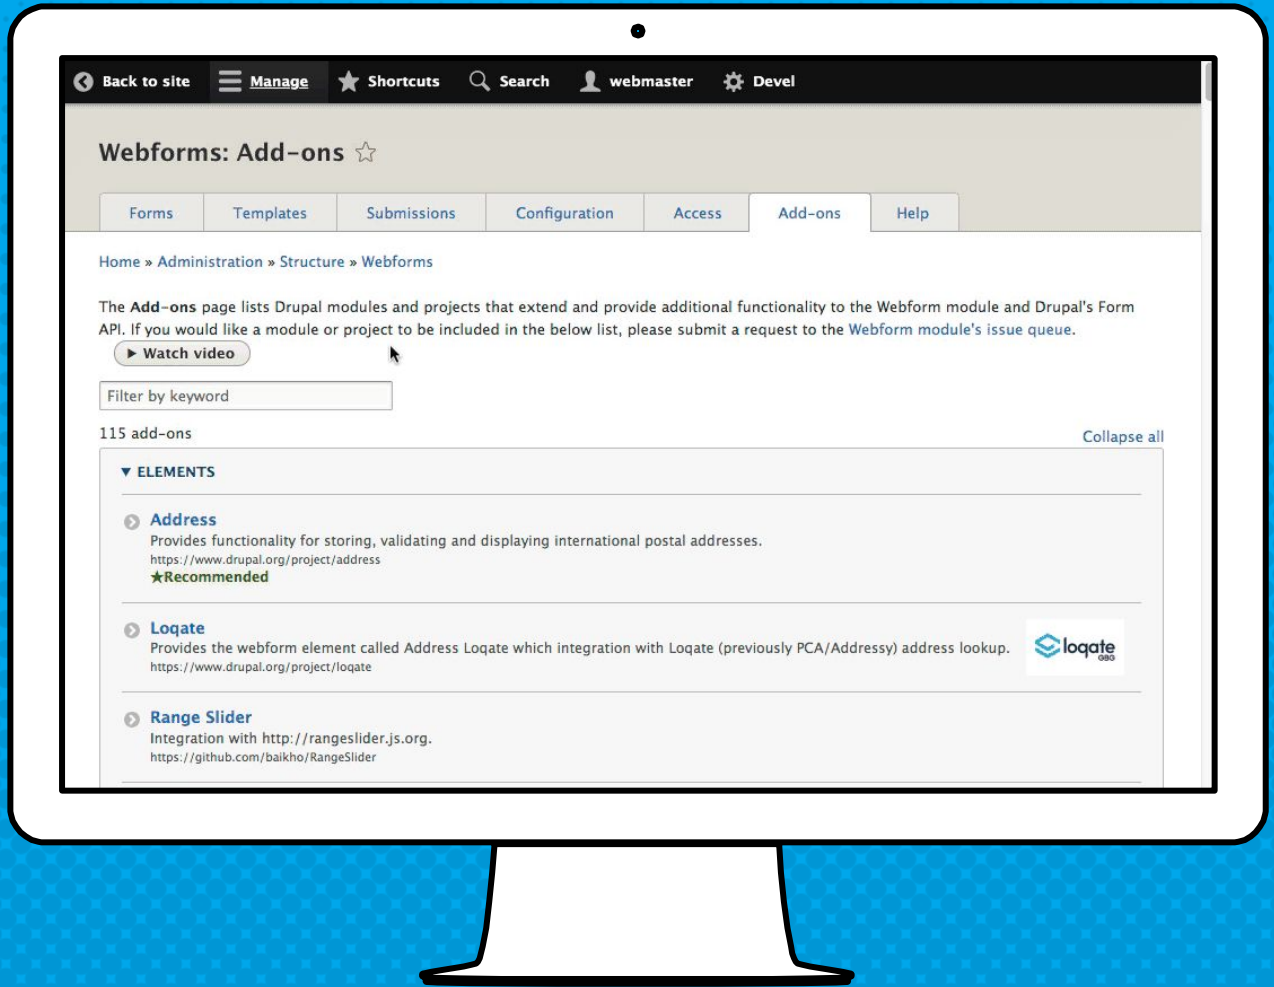 Back to site Manage Shortcuts Search webmaster Devel
Webforms: Add-ons
Forms Templates Submissions Configuration Access Add-ons Help
Home » Administration » Structure » Webforms
The Add-ons page lists Drupal modules and projects that extend and provide additional functionality to the Webform module and Drupal's Form
API. If you would like a module or project to be included in the below list, please submit a request to the Webform module's issue queue.
▶ Watch video
Filter by keyword
115 add-ons
Collapse all
▼ ELEMENTS
Address
Provides functionality for storing, validating and displaying international postal addresses.
https://www.drupal.org/project/address
★Recommended
Loqate
Provides the webform element called Address Loqate which integration with Loqate (previously PCA/Addressy) address lookup.
https://www.drupal.org/project/loqate
loqate
GBG
Range Slider
Integration with http://rangeslider.js.org.
https://github.com/baikho/RangeSlider